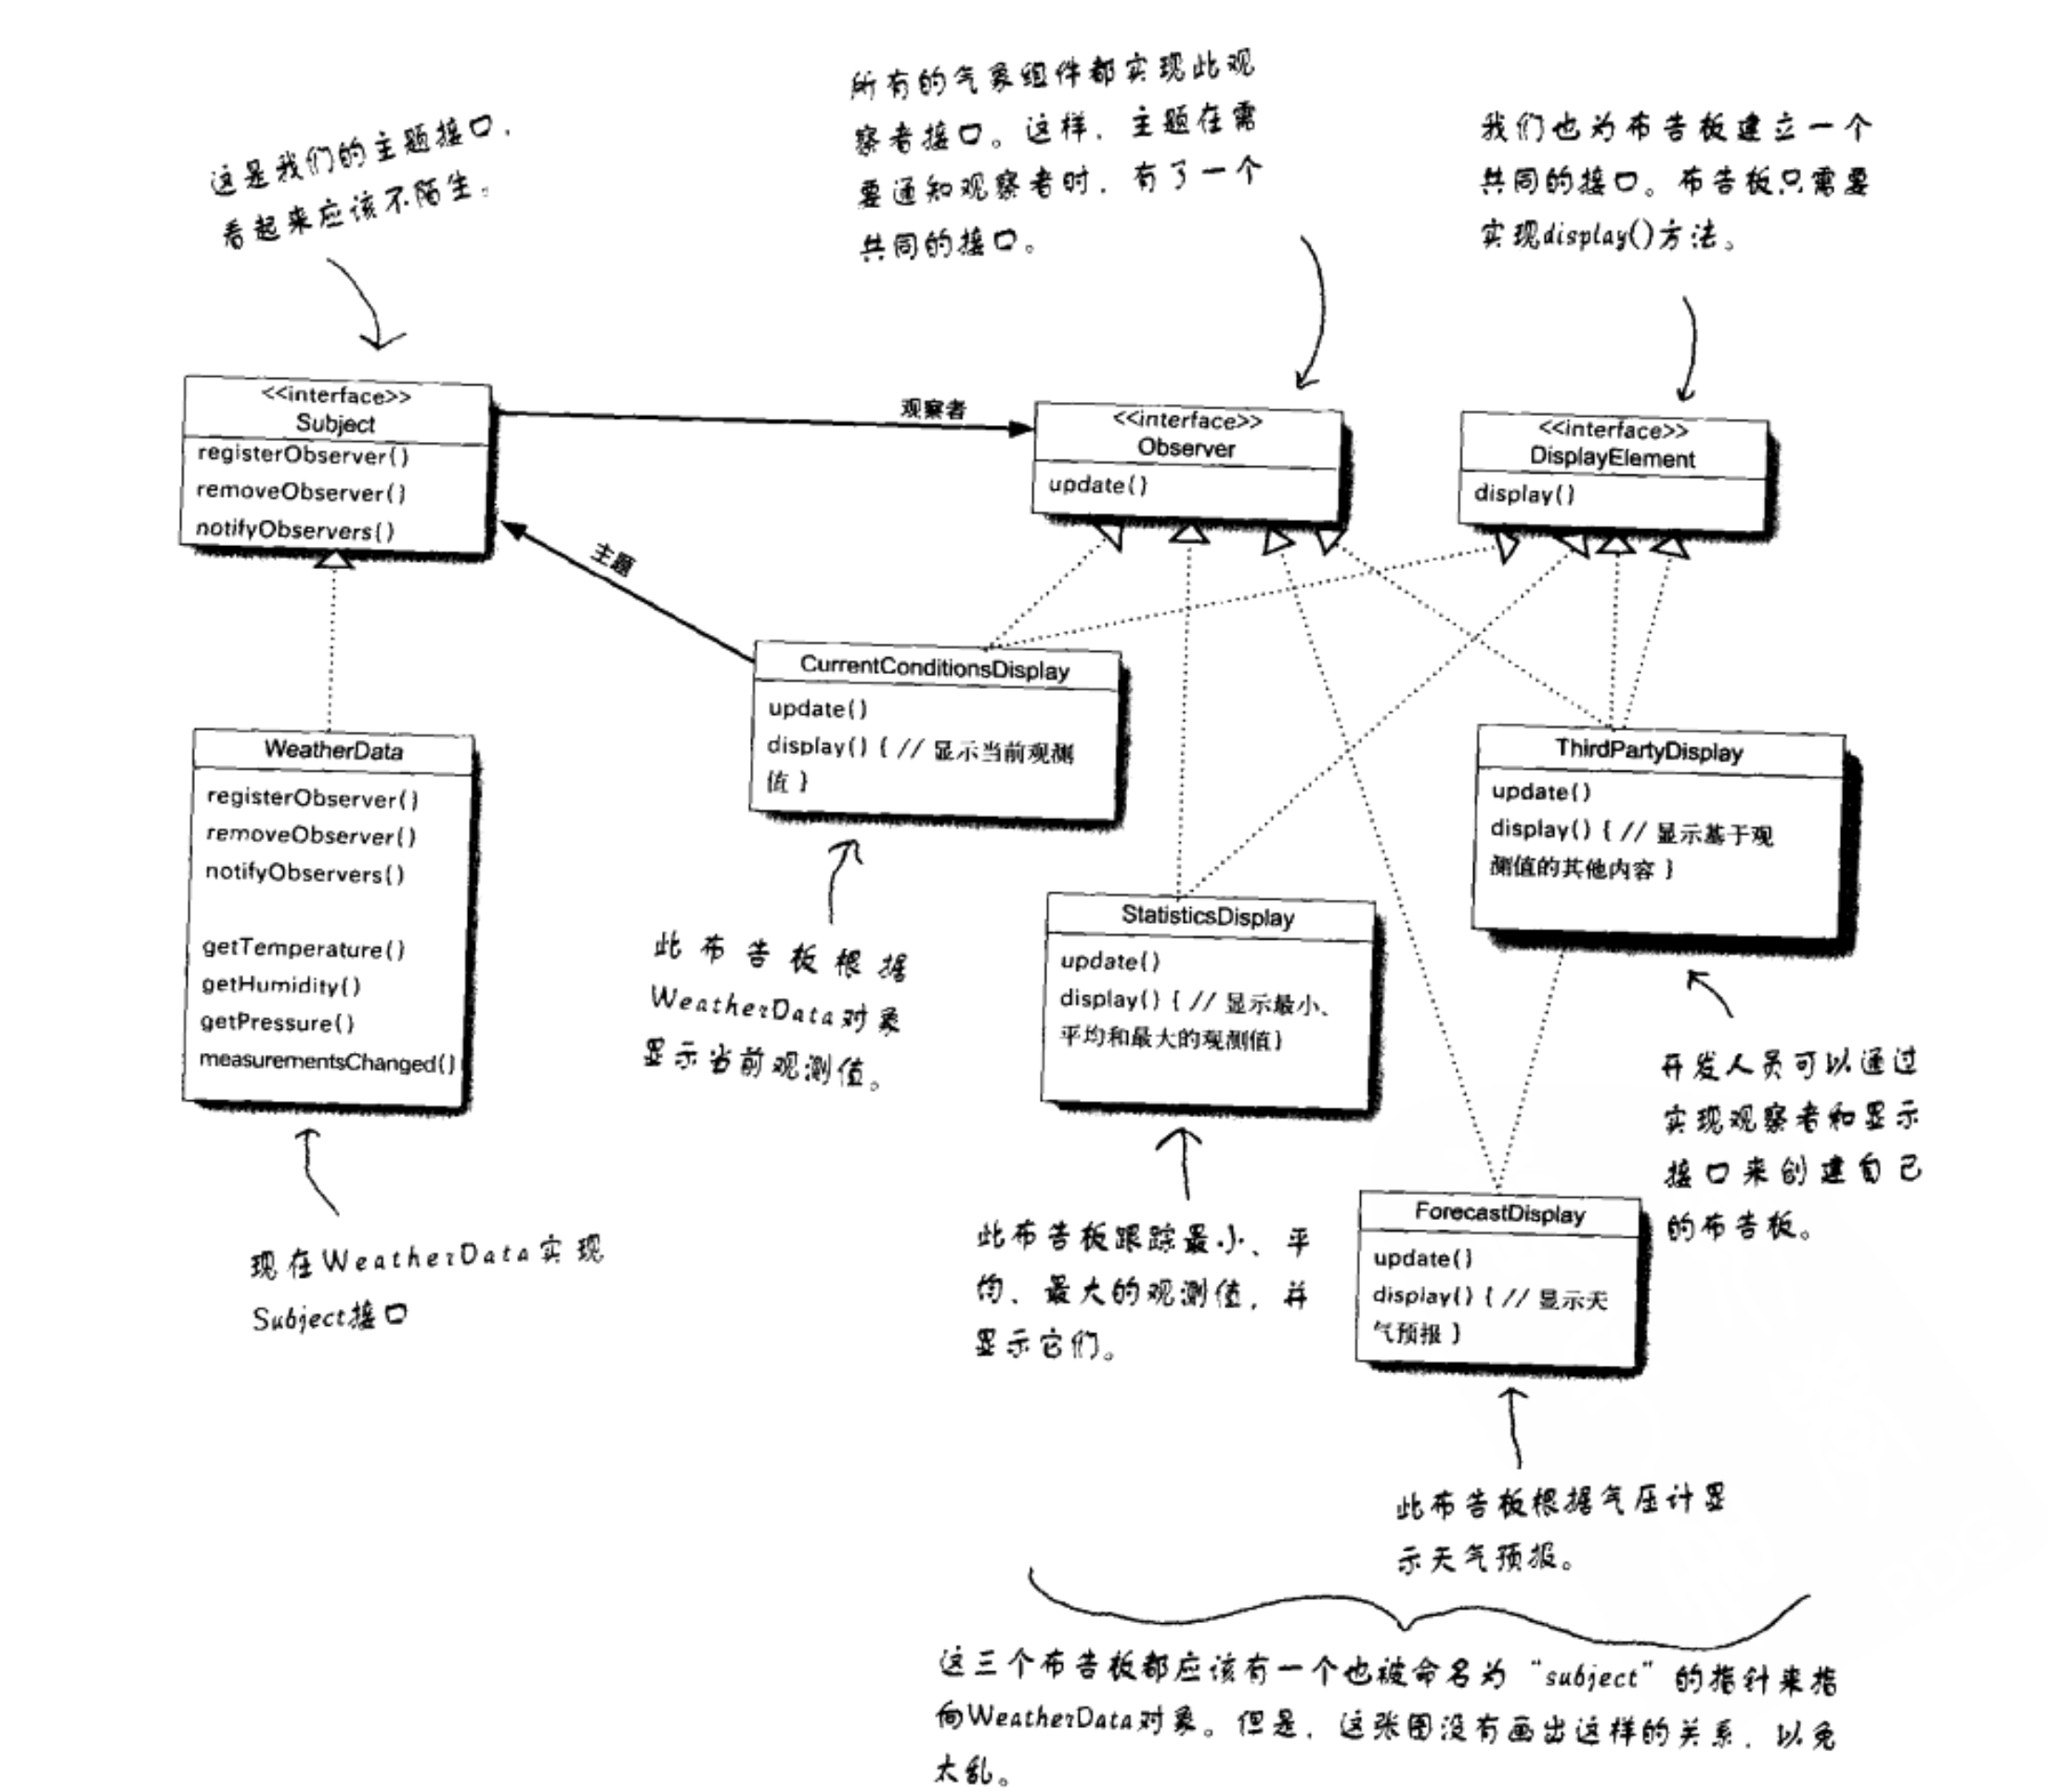 这是我们的主题接口，
看起来应该不陌生。
所有的气象组件都实现此观
察者接口。这样，主题在需
要通知观察者时，有了一个
共同的接口。
我们也为布告板建立一个
共同的接口。布告板只需要
实现display()方法。
<<interface>>
Subject
registerObserver()
removeObserver()
notifyObservers()
观察者
<<interface>>
Observer
update()
<<interface>>
DisplayElement
display()
主题
CurrentConditionsDisplay
update()
display() { // 显示当前观测
值 }
WeatherData
registerObserver()
removeObserver()
notifyObservers()
getTemperature()
getHumidity()
getPressure()
measurementsChanged()
ThirdPartyDisplay
update()
display() { // 显示基于观
测值的其他内容 }
StatisticsDisplay
update()
display() { // 显示最小、
平均和最大的观测值}
此布告板根据
WeatherData对象
显示当前观测值。
开发人员可以通过
实现观察者和显示
接口来创建自己
的布告板。
ForecastDisplay
update()
display() { // 显示天
气预报 }
现在WeatherData实现
Subject接口
此布告板跟踪最小、平
均、最大的观测值，并
显示它们。
此布告板根据气压计显
示天气预报。
这三个布告板都应该有一个也被命名为“subject”的指针来指
向WeatherData对象。但是，这张图没有画出这样的关系，以免
太乱。